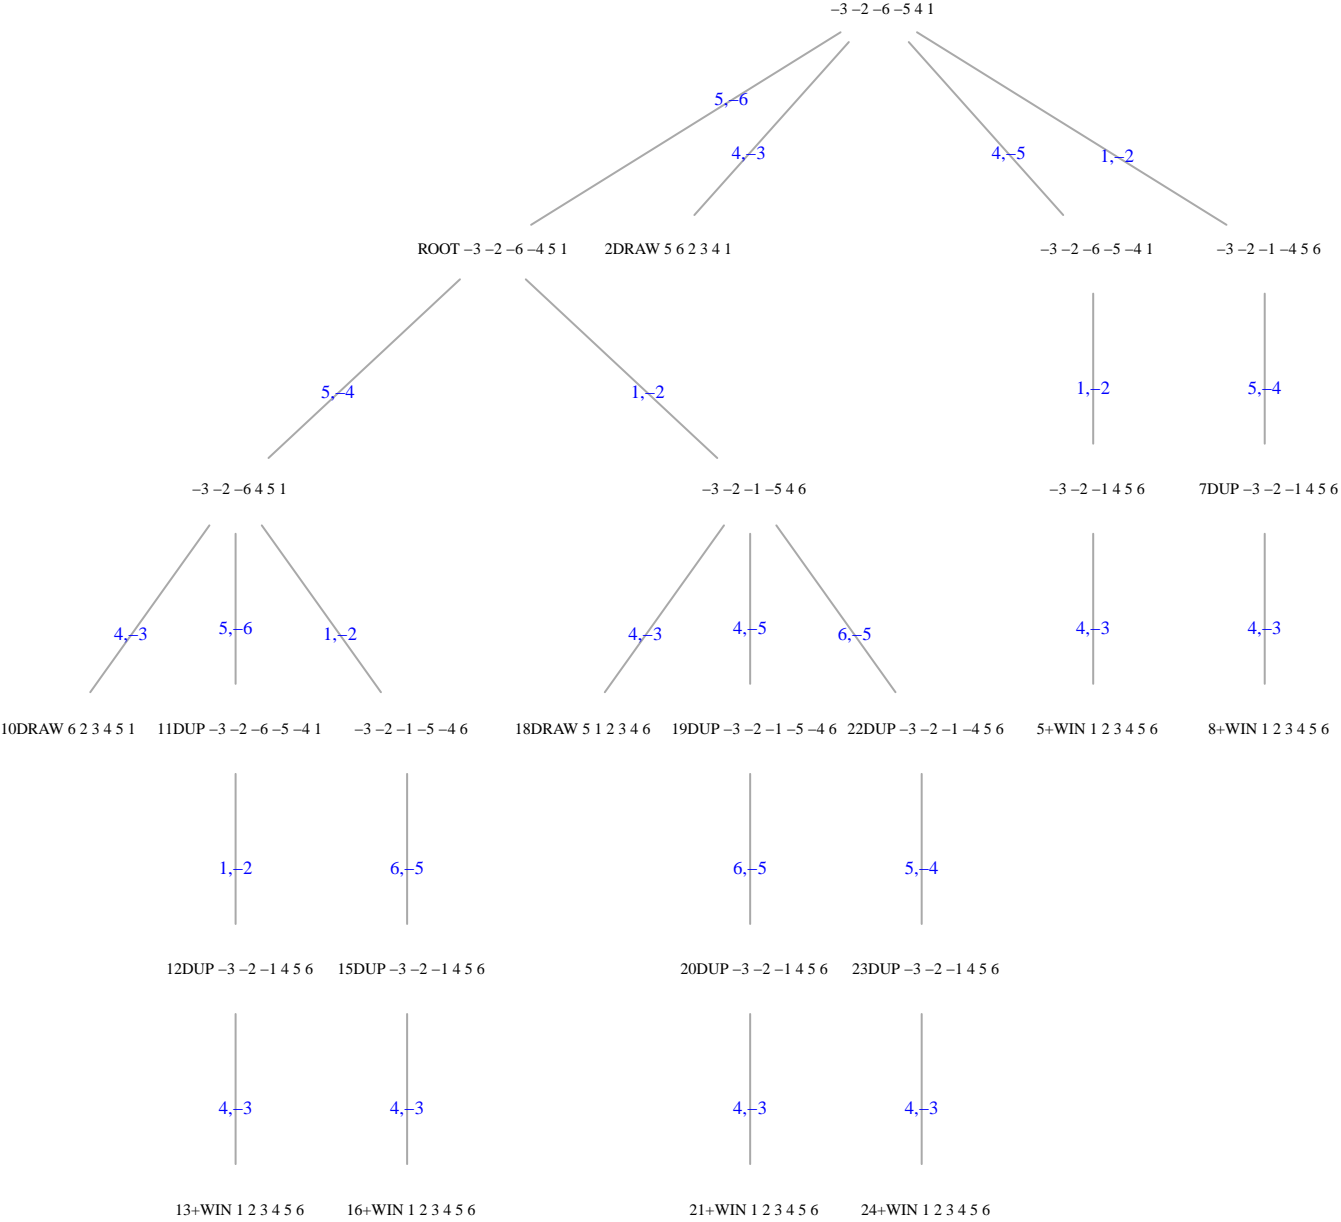 −3 −2 −6 −5 4 1
5,−6
4,−3
4,−5
1,−2
ROOT −3 −2 −6 −4 5 1
2DRAW 5 6 2 3 4 1
−3 −2 −6 −5 −4 1
−3 −2 −1 −4 5 6
5,−4
1,−2
1,−2
5,−4
−3 −2 −6 4 5 1
−3 −2 −1 −5 4 6
−3 −2 −1 4 5 6
7DUP −3 −2 −1 4 5 6
4,−3
5,−6
1,−2
4,−3
4,−5
6,−5
4,−3
4,−3
10DRAW 6 2 3 4 5 1
11DUP −3 −2 −6 −5 −4 1
−3 −2 −1 −5 −4 6
18DRAW 5 1 2 3 4 6
19DUP −3 −2 −1 −5 −4 6
22DUP −3 −2 −1 −4 5 6
5+WIN 1 2 3 4 5 6
8+WIN 1 2 3 4 5 6
1,−2
6,−5
6,−5
5,−4
12DUP −3 −2 −1 4 5 6
15DUP −3 −2 −1 4 5 6
20DUP −3 −2 −1 4 5 6
23DUP −3 −2 −1 4 5 6
4,−3
4,−3
4,−3
4,−3
13+WIN 1 2 3 4 5 6
16+WIN 1 2 3 4 5 6
21+WIN 1 2 3 4 5 6
24+WIN 1 2 3 4 5 6